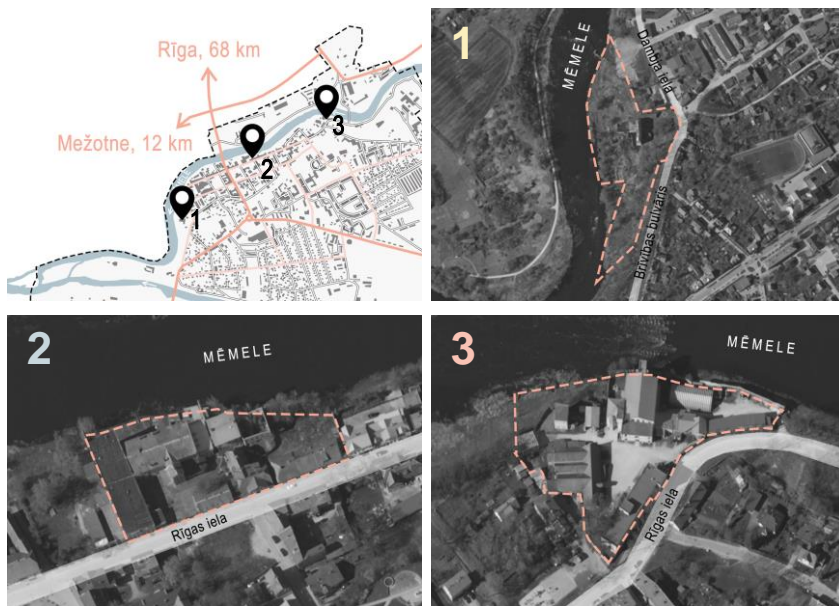 Rīga, 68 km
Mežotne, 12 km
1
2
3
1
MĒMELE
Dambja iela
Brīvības bulvāris
2
MĒMELE
Rīgas iela
3
MĒMELE
Rīgas iela